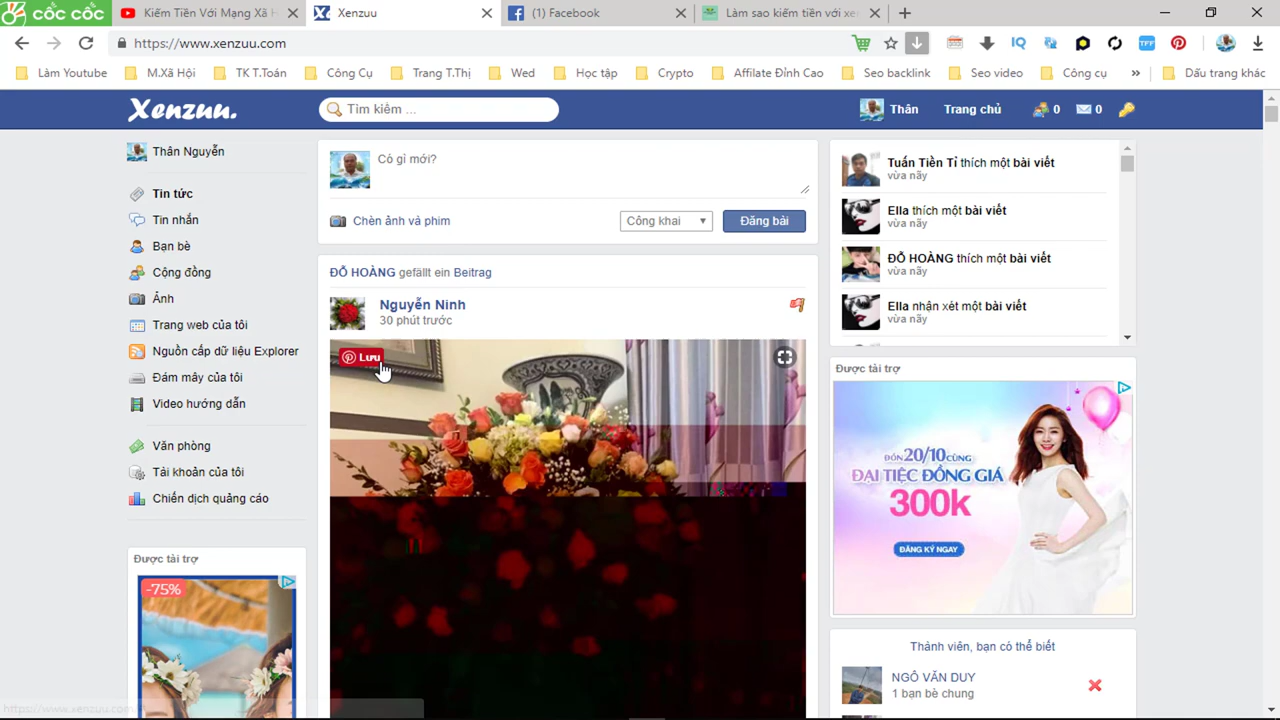 cốc cốc
Kiếm Tiền Với Mạng Xã H
Xenzuu
(1) Facebook
Làm sao kiếm tiền với xe
https://www.xenzuu.com
IQ
TFF
Làm Youtube
M.Xã Hội
TK T.Toán
Công Cụ
Trang T.Thị
Wed
Học tập
Crypto
Affilate Đỉnh Cao
Seo backlink
Seo video
Công cụ
»
Dấu trang khác
Xenzuu.
Tìm kiếm ...
Thân
Trang chủ
0
0
Thân Nguyễn
Tin tức
Tin nhắn
Bạn bè
Cộng đồng
Ảnh
Trang web của tôi
Nguồn cấp dữ liệu Explorer
Đám mây của tôi
Video hướng dẫn
Văn phòng
Tài khoản của tôi
Chiến dịch quảng cáo
Được tài trợ
-75%
https://www.xenzuu.com
Có gì mới?
Chèn ảnh và phim
Công khai
Đăng bài
ĐỖ HOÀNG gefällt ein Beitrag
Nguyễn Ninh
30 phút trước
Lưu
Tuấn Tiền Tỉ thích một bài viết
vừa nãy
Ella thích một bài viết
vừa nãy
ĐỖ HOÀNG thích một bài viết
vừa nãy
Ella nhận xét một bài viết
vừa nãy
Được tài trợ
ĐÓN 20/10 CÙNG
ĐẠI TIỆC ĐỒNG GIÁ
300k
ĐĂNG KÝ NGAY
Thành viên, bạn có thể biết
NGÔ VĂN DUY
1 bạn bè chung